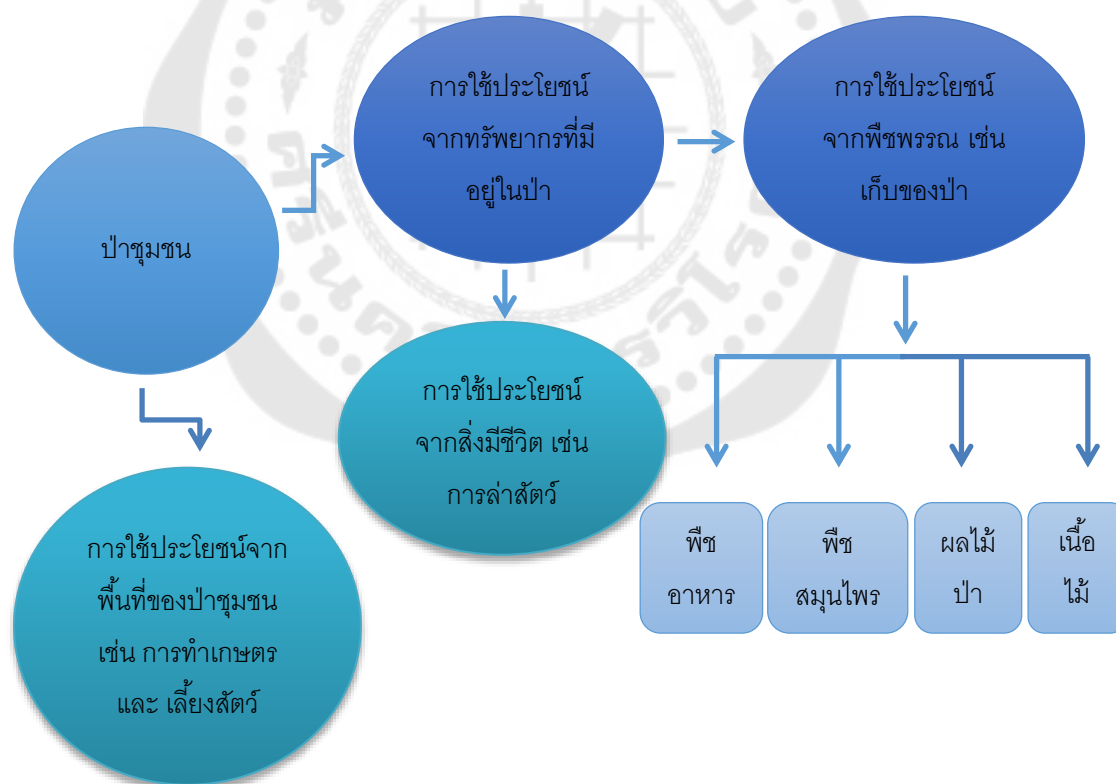 การใช้ประโยชน์
จากทรัพยากรที่มี
อยู่ในป่า
การใช้ประโยชน์
จากพืชพรรณ เช่น
เก็บของป่า
ป่าชุมชน
การใช้ประโยชน์
จากสิ่งมีชีวิต เช่น
การล่าสัตว์
การใช้ประโยชน์จาก
พื้นที่ของป่าชุมชน
เช่น การทำเกษตร
และ เลี้ยงสัตว์
พืช
อาหาร
พืช
สมุนไพร
ผลไม้
ป่า
เนื้อ
ไม้